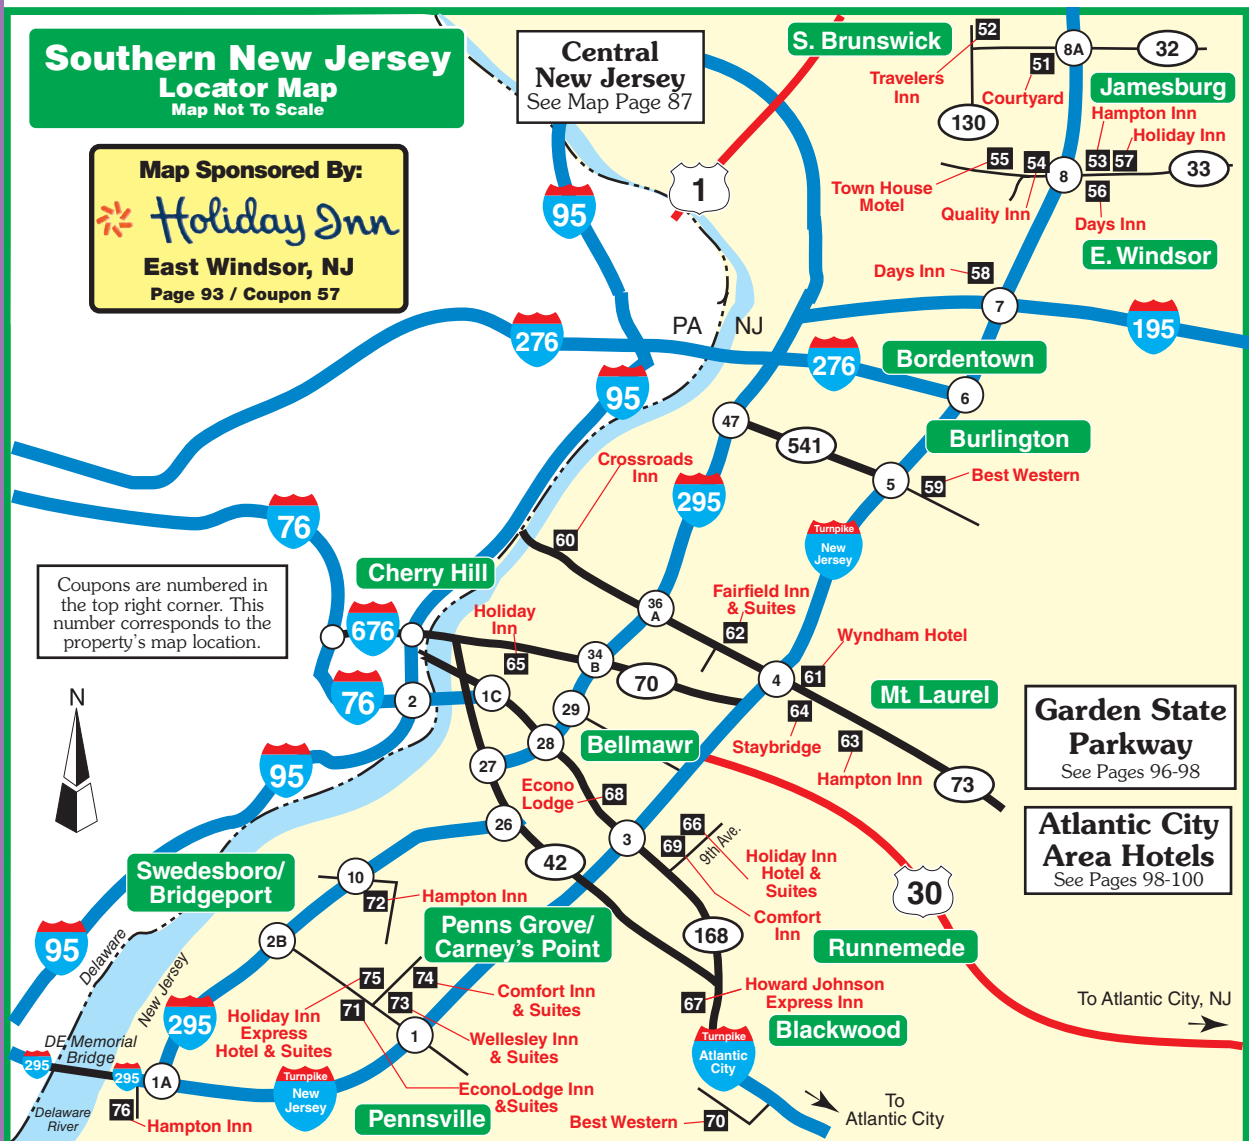 Southern New Jersey
Locator Map
Map Not To Scale
Map Sponsored By:
Holiday Inn
East Windsor, NJ
Page 93 / Coupon 57
Central
New Jersey
See Map Page 87
S. Brunswick
1
95
52
Travelers
Inn
51
Courtyard
8A
32
130
Jamesburg
Hampton Inn
Holiday Inn
55
54
53
57
8
33
56
Town House
Motel
Quality Inn
Days Inn
E. Windsor
Days Inn
58
7
195
PA
NJ
276
276
95
Bordentown
6
47
541
Burlington
5
59
Best Western
Crossroads
Inn
60
295
Turnpike
New
Jersey
76
Coupons are numbered in
the top right corner. This
number corresponds to the
property's map location.
Cherry Hill
676
76
2
Holiday
Inn
65
36
A
34
B
70
Fairfield Inn
& Suites
62
Wyndham Hotel
61
4
64
Staybridge
63
Hampton Inn
Mt. Laurel
73
Garden State
Parkway
See Pages 96-98
Atlantic City
Area Hotels
See Pages 98-100
N
95
1C
29
28
27
Bellmawr
Econo
Lodge
68
26
3
42
66
69
9th Ave.
Holiday Inn
Hotel &
Suites
Comfort
Inn
30
168
Runnemede
Swedesboro/
Bridgeport
10
72
Hampton Inn
Penns Grove/
Carney's Point
95
Delaware
New Jersey
2B
75
74
71
73
Comfort Inn
& Suites
Holiday Inn
Express
Hotel & Suites
Wellesley Inn
& Suites
EconoLodge Inn
&Suites
1
295
DE Memorial
Bridge
295
295
1A
Turnpike
New
Jersey
76
Hampton Inn
Delaware
River
Pennsville
67
Howard Johnson
Express Inn
Blackwood
Turnpike
Atlantic
City
Best Western
70
To
Atlantic City
To Atlantic City, NJ